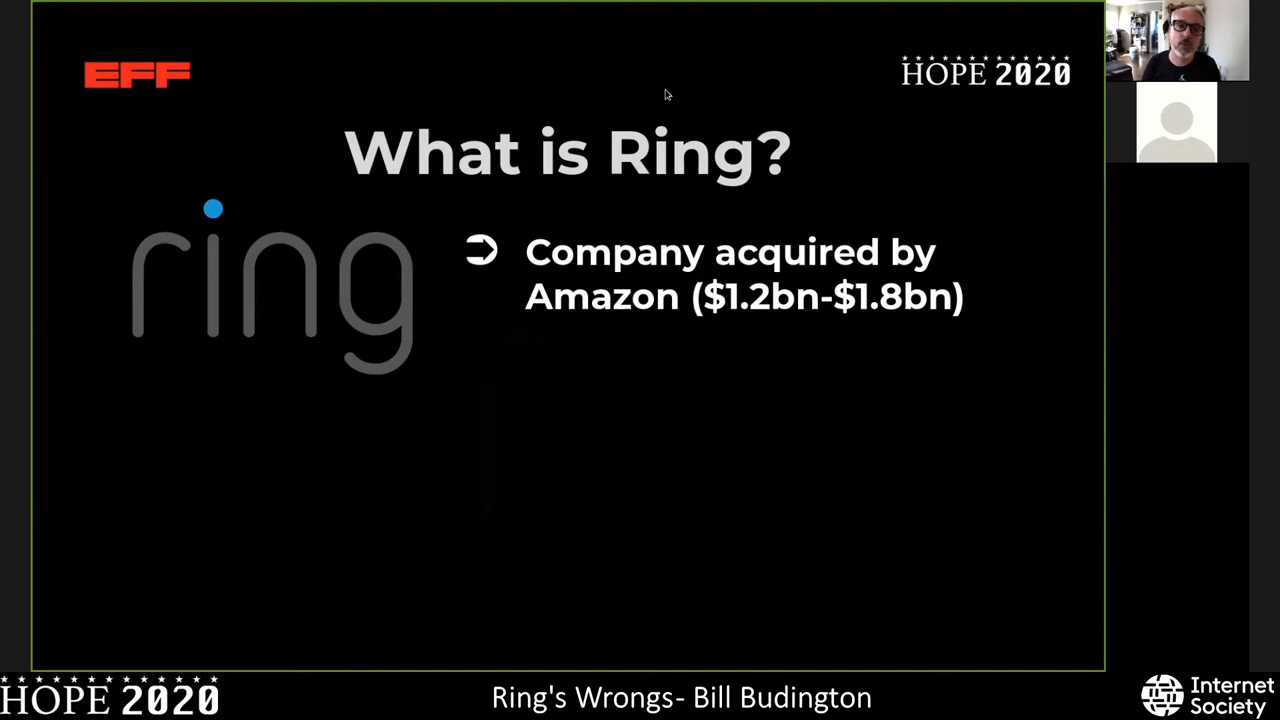 EFF
HOPE 2020
What is Ring?
ring
➲ Company acquired by
Amazon ($1.2bn-$1.8bn)
HOPE 2020
Ring's Wrongs- Bill Budington
Internet
Society